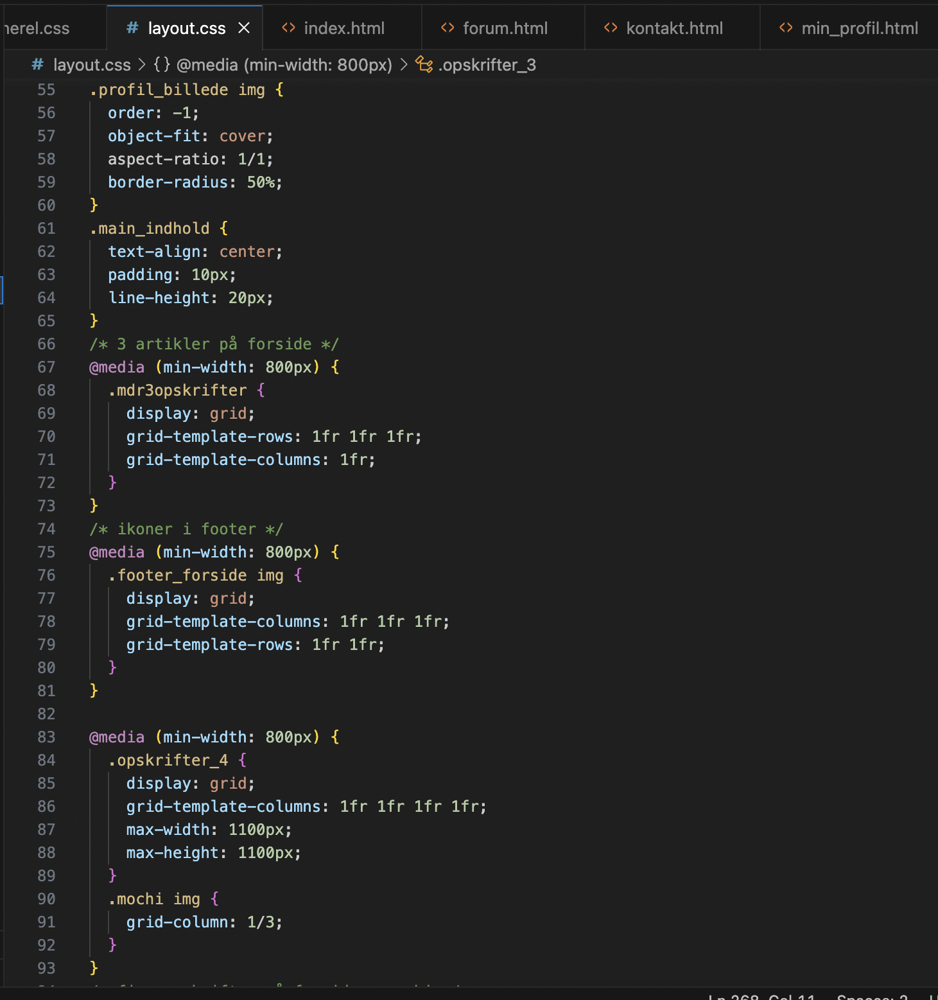 nerel.css # layout.css <> index.html <> forum.html <> kontakt.html <> min_profil.html
# layout.css > {} @media (min-width: 800px) > .opskrifter_3
55 .profil_billede img {
56 order: -1;
57 object-fit: cover;
58 aspect-ratio: 1/1;
59 border-radius: 50%;
60 }
61 .main_indhold {
62 text-align: center;
63 padding: 10px;
64 line-height: 20px;
65 }
66 /* 3 artikler på forside */
67 @media (min-width: 800px) {
68 .mdr3opskrifter {
69 display: grid;
70 grid-template-rows: 1fr 1fr 1fr;
71 grid-template-columns: 1fr;
72 }
73 }
74 /* ikoner i footer */
75 @media (min-width: 800px) {
76 .footer_forside img {
77 display: grid;
78 grid-template-columns: 1fr 1fr 1fr;
79 grid-template-rows: 1fr 1fr;
80 }
81 }
82
83 @media (min-width: 800px) {
84 .opskrifter_4 {
85 display: grid;
86 grid-template-columns: 1fr 1fr 1fr 1fr;
87 max-width: 1100px;
88 max-height: 1100px;
89 }
90 .mochi img {
91 grid-column: 1/3;
92 }
93 }